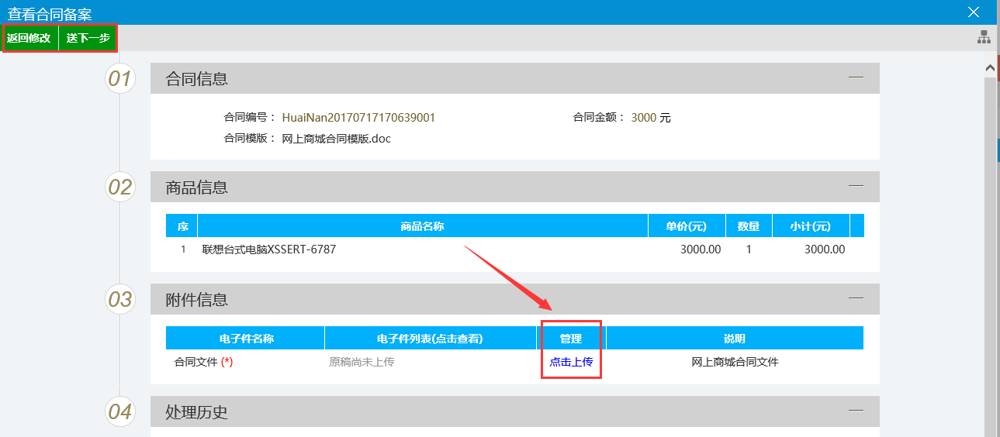 查看合同备案
返回修改 送下一步
01 合同信息
合同编号： HuaiNan20170717170639001 合同金额： 3000 元
合同模版： 网上商城合同模版.doc
02 商品信息
序 商品名称 单价(元) 数量 小计(元)
1 联想台式电脑XSSERT-6787 3000.00 1 3000.00
03 附件信息
电子件名称 电子件列表(点击查看) 管理 说明
合同文件 (*) 原稿尚未上传 点击上传 网上商城合同文件
04 处理历史